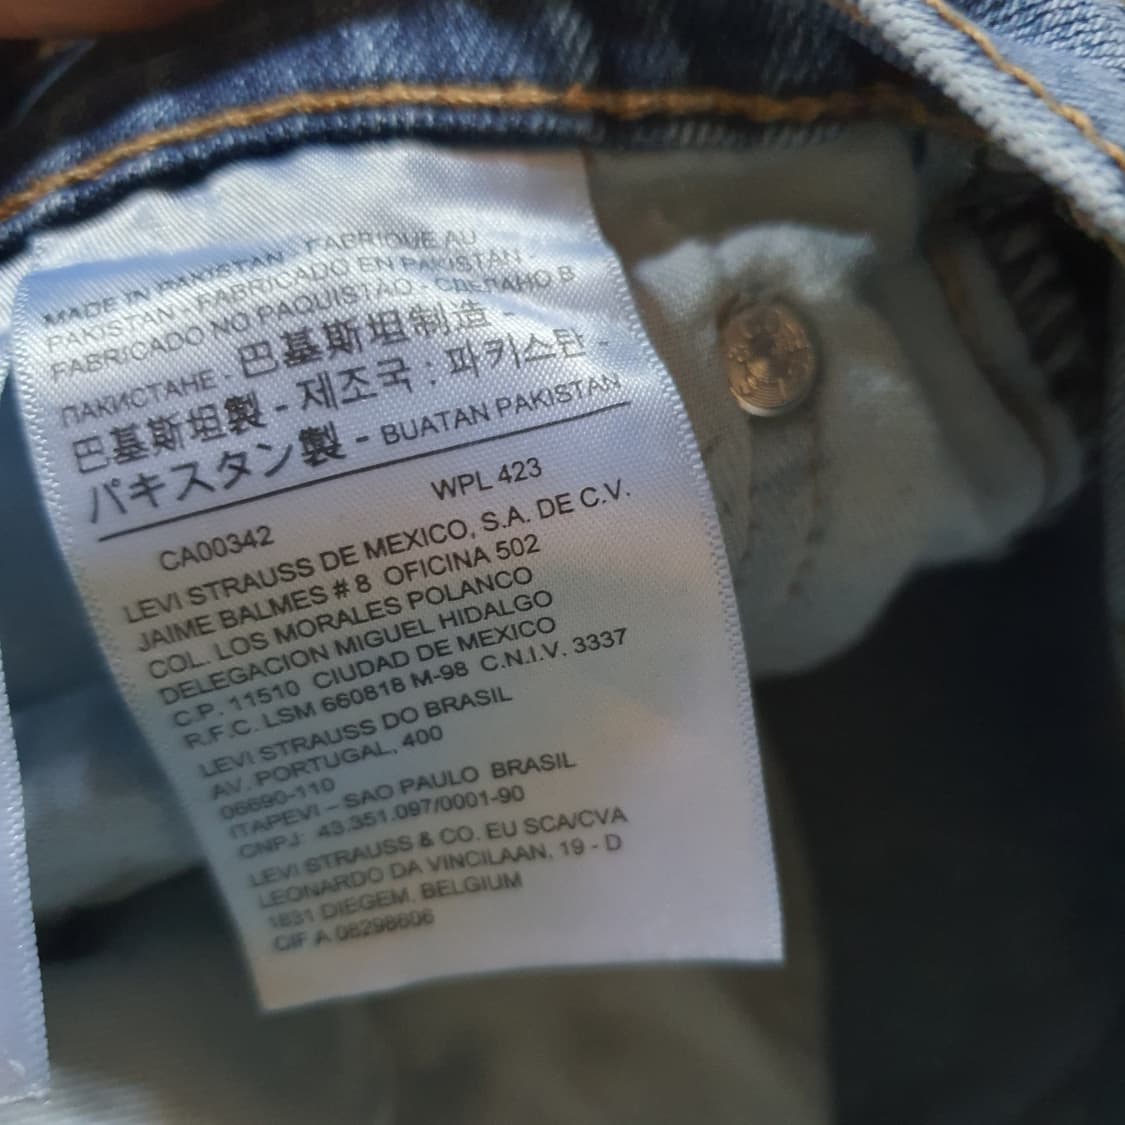 MADE IN PAKISTAN - FABRIQUE AU
PAKISTAN - FABRICADO EN PAKISTAN -
FABRICADO NO PAQUISTAO - СДЕЛАНО В
ПАКИСТАНЕ - 巴基斯坦制造 -
巴基斯坦製 - 제조국 : 파키스탄 -
パキスタン製 - BUATAN PAKISTAN
CA00342 WPL 423
LEVI STRAUSS DE MEXICO, S.A. DE C.V.
JAIME BALMES # 8 OFICINA 502
COL. LOS MORALES POLANCO
DELEGACION MIGUEL HIDALGO
C.P. 11510 CIUDAD DE MEXICO
R.F.C. LSM 660818 M-98 C.N.I.V. 3337
LEVI STRAUSS DO BRASIL
AV. PORTUGAL, 400
06690-110
ITAPEVI – SAO PAULO BRASIL
CNPJ: 43.351.097/0001-90
LEVI STRAUSS & CO. EU SCA/CVA
LEONARDO DA VINCILAAN, 19 - D
1831 DIEGEM, BELGIUM
CIF A 08298606